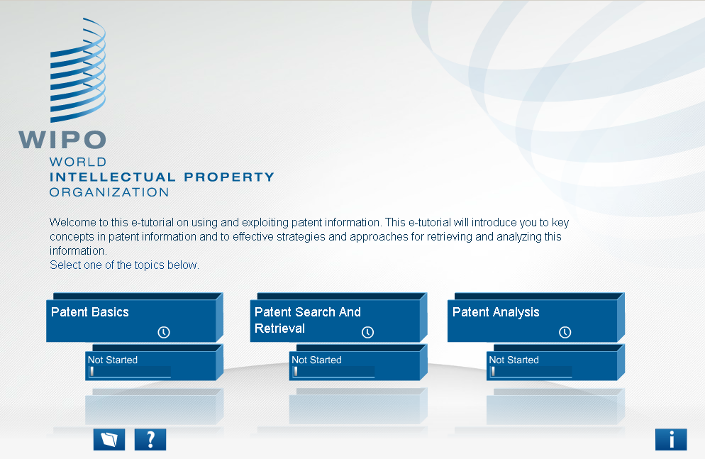 WIPO
WORLD
INTELLECTUAL PROPERTY
ORGANIZATION
Welcome to this e-tutorial on using and exploiting patent information. This e-tutorial will introduce you to key
concepts in patent information and to effective strategies and approaches for retrieving and analyzing this
information.
Select one of the topics below.
Patent Basics
Not Started
Patent Search And
Retrieval
Not Started
Patent Analysis
Not Started
?
i